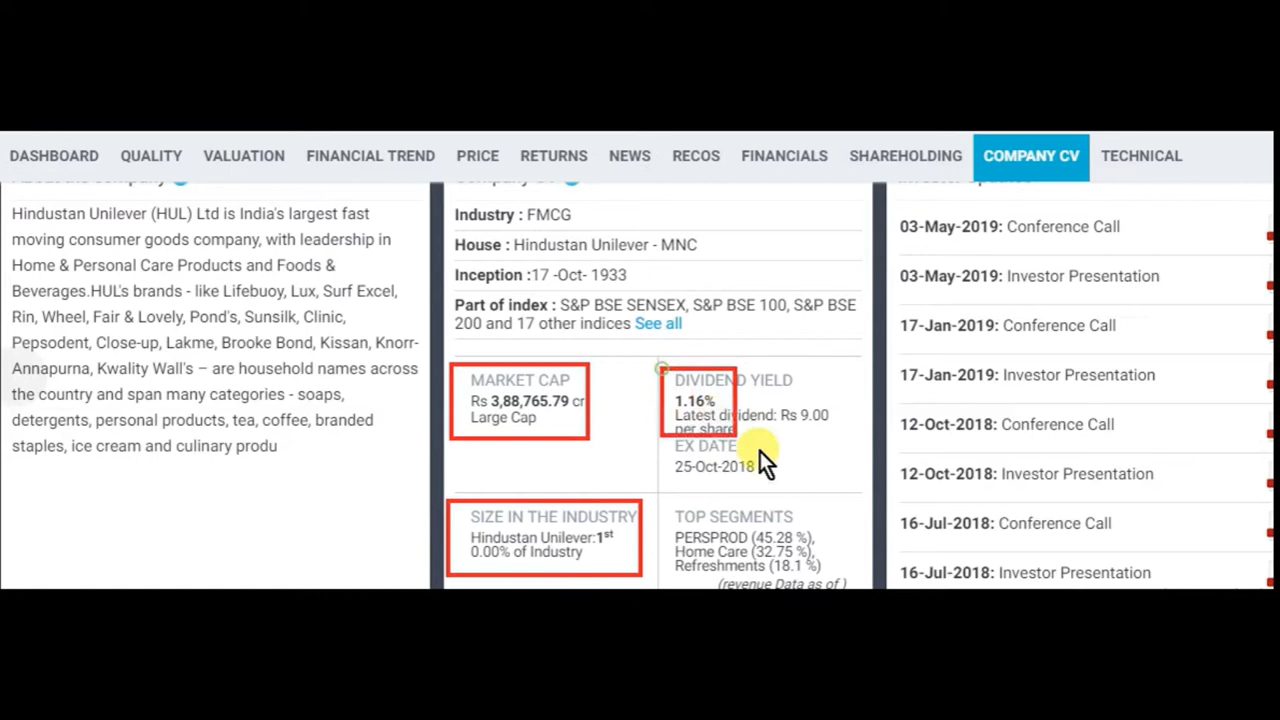 DASHBOARD QUALITY VALUATION FINANCIAL TREND PRICE RETURNS NEWS RECOS FINANCIALS SHAREHOLDING COMPANY CV TECHNICAL
Hindustan Unilever (HUL) Ltd is India's largest fast
moving consumer goods company, with leadership in
Home & Personal Care Products and Foods &
Beverages.HUL's brands - like Lifebuoy, Lux, Surf Excel,
Rin, Wheel, Fair & Lovely, Pond's, Sunsilk, Clinic,
Pepsodent, Close-up, Lakme, Brooke Bond, Kissan, Knorr-
Annapurna, Kwality Wall's – are household names across
the country and span many categories - soaps,
detergents, personal products, tea, coffee, branded
staples, ice cream and culinary produ
Industry : FMCG
House : Hindustan Unilever - MNC
Inception :17 -Oct- 1933
Part of index : S&P BSE SENSEX, S&P BSE 100, S&P BSE
200 and 17 other indices See all
MARKET CAP
Rs 3,88,765.79 cr
Large Cap
DIVIDEND YIELD
1.16%
Latest dividend: Rs 9.00
per share
EX DATE
25-Oct-2018
SIZE IN THE INDUSTRY
Hindustan Unilever:1st
0.00% of Industry
TOP SEGMENTS
PERSPROD (45.28 %),
Home Care (32.75 %),
Refreshments (18.1 %)
(revenue Data as of )
03-May-2019: Conference Call
03-May-2019: Investor Presentation
17-Jan-2019: Conference Call
17-Jan-2019: Investor Presentation
12-Oct-2018: Conference Call
12-Oct-2018: Investor Presentation
16-Jul-2018: Conference Call
16-Jul-2018: Investor Presentation